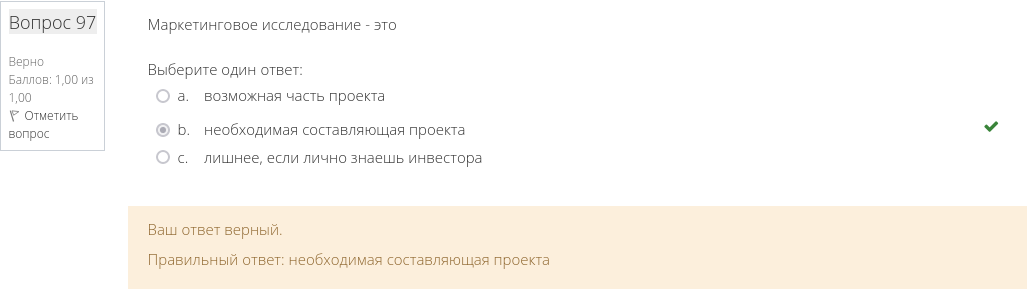 Вопрос 97
Верно
Баллов: 1,00 из
1,00
Отметить
вопрос
Маркетинговое исследование - это
Выберите один ответ:
a. возможная часть проекта
b. необходимая составляющая проекта
c. лишнее, если лично знаешь инвестора
Ваш ответ верный.
Правильный ответ: необходимая составляющая проекта